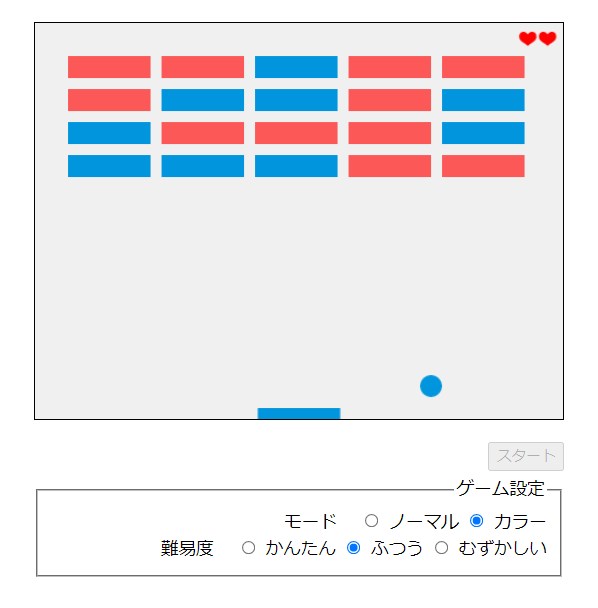 スタート
ゲーム設定
モード ノーマル カラー
難易度 かんたん ふつう むずかしい